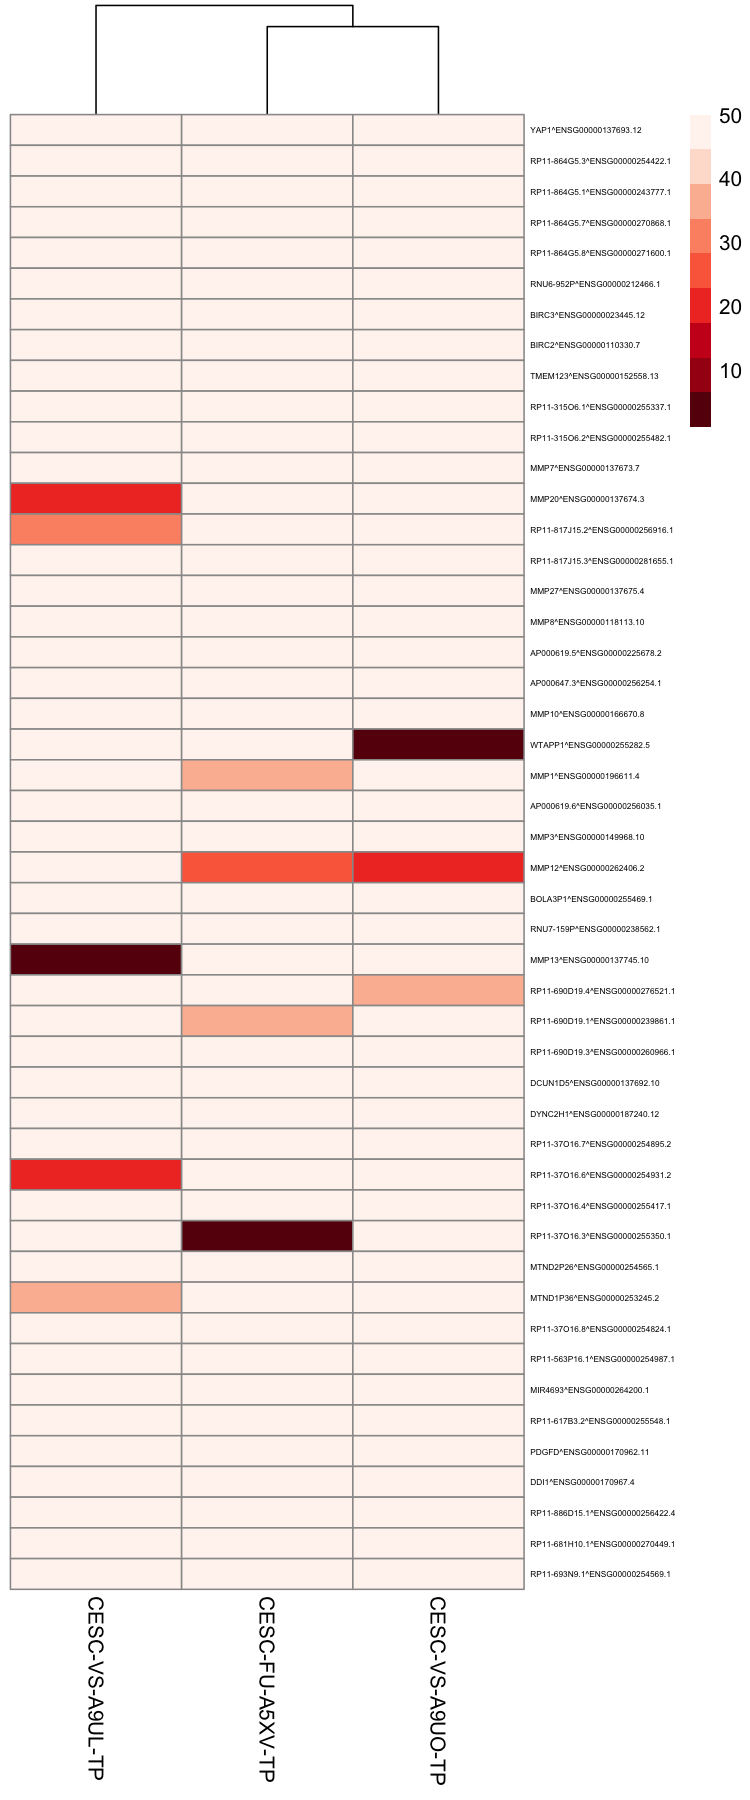 YAP1^ENSG00000137693.12
RP11-864G5.3^ENSG00000254422.1
RP11-864G5.1^ENSG00000243777.1
RP11-864G5.7^ENSG00000270868.1
RP11-864G5.8^ENSG00000271600.1
RNU6-952P^ENSG00000212466.1
BIRC3^ENSG00000023445.12
BIRC2^ENSG00000110330.7
TMEM123^ENSG00000152558.13
RP11-315O6.1^ENSG00000255337.1
RP11-315O6.2^ENSG00000255482.1
MMP7^ENSG00000137673.7
MMP20^ENSG00000137674.3
RP11-817J15.2^ENSG00000256916.1
RP11-817J15.3^ENSG00000281655.1
MMP27^ENSG00000137675.4
MMP8^ENSG00000118113.10
AP000619.5^ENSG00000225678.2
AP000647.3^ENSG00000256254.1
MMP10^ENSG00000166670.8
WTAPP1^ENSG00000255282.5
MMP1^ENSG00000196611.4
AP000619.6^ENSG00000256035.1
MMP3^ENSG00000149968.10
MMP12^ENSG00000262406.2
BOLA3P1^ENSG00000255469.1
RNU7-159P^ENSG00000238562.1
MMP13^ENSG00000137745.10
RP11-690D19.4^ENSG00000276521.1
RP11-690D19.1^ENSG00000239861.1
RP11-690D19.3^ENSG00000260966.1
DCUN1D5^ENSG00000137692.10
DYNC2H1^ENSG00000187240.12
RP11-37O16.7^ENSG00000254895.2
RP11-37O16.6^ENSG00000254931.2
RP11-37O16.4^ENSG00000255417.1
RP11-37O16.3^ENSG00000255350.1
MTND2P26^ENSG00000254565.1
MTND1P36^ENSG00000253245.2
RP11-37O16.8^ENSG00000254824.1
RP11-563P16.1^ENSG00000254987.1
MIR4693^ENSG00000264200.1
RP11-617B3.2^ENSG00000255548.1
PDGFD^ENSG00000170962.11
DDI1^ENSG00000170967.4
RP11-886D15.1^ENSG00000256422.4
RP11-681H10.1^ENSG00000270449.1
RP11-693N9.1^ENSG00000254569.1
50
40
30
20
10
CESC-VS-A9UL-TP
CESC-FU-A5XV-TP
CESC-VS-A9UO-TP